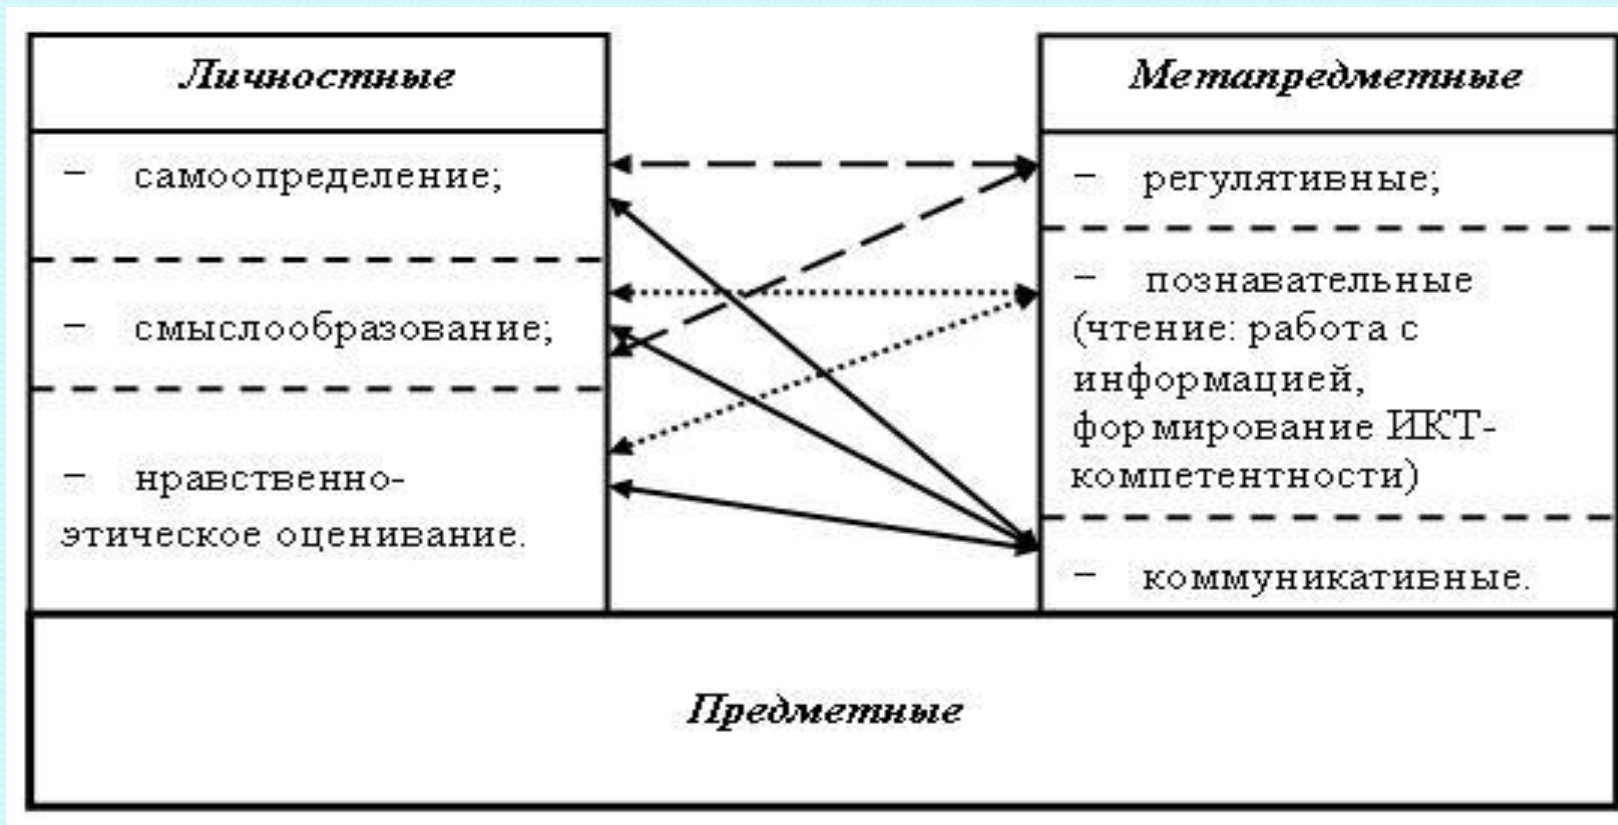 Личностные
– самоопределение;
– смыслообразование;
– нравственно-
этическое оценивание.
Метапредметные
– регулятивные;
– познавательные
(чтение: работа с
информацией,
формирование ИКТ-
компетентности)
– коммуникативные.
Предметные